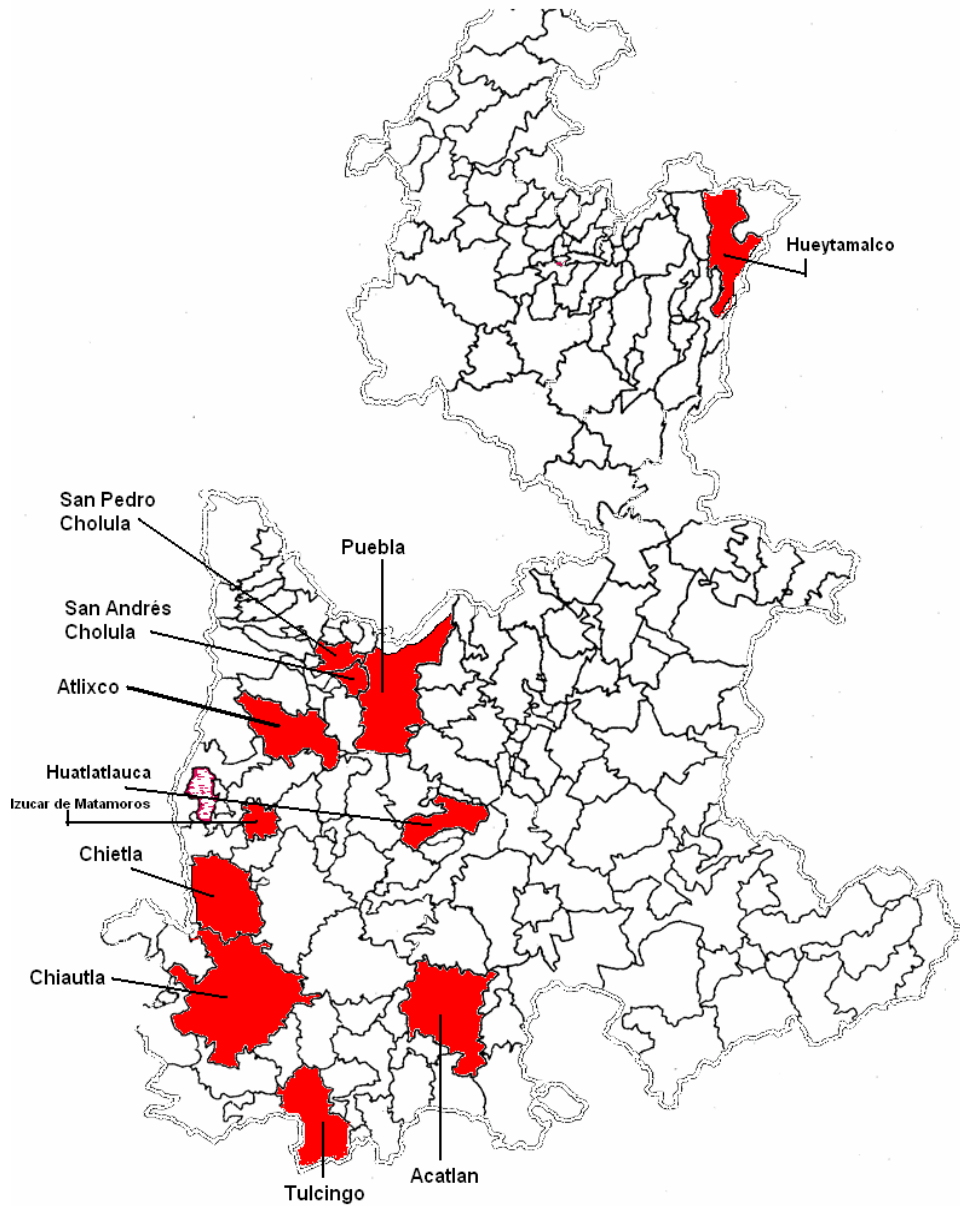 Hueytamalco
San Pedro
Cholula
Puebla
San Andrés
Cholula
Atlixco
Huatlatlauca
Izucar de Matamoros
Chietla
Chiautla
Acatlan
Tulcingo